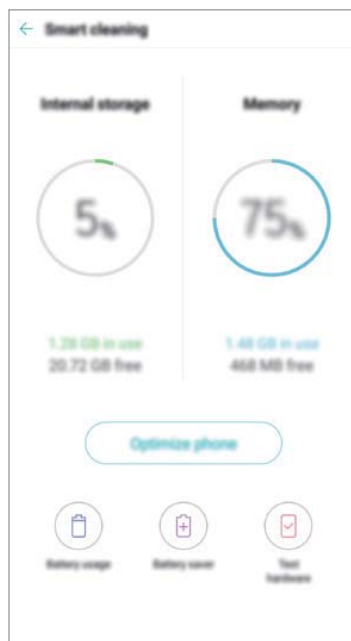 Smart cleaning
Internal storage
Memory
5%
75%
1.28 GB in use
20.72 GB free
1.48 GB in use
468 MB free
Optimize phone
Battery usage
Battery saver
Test
hardware